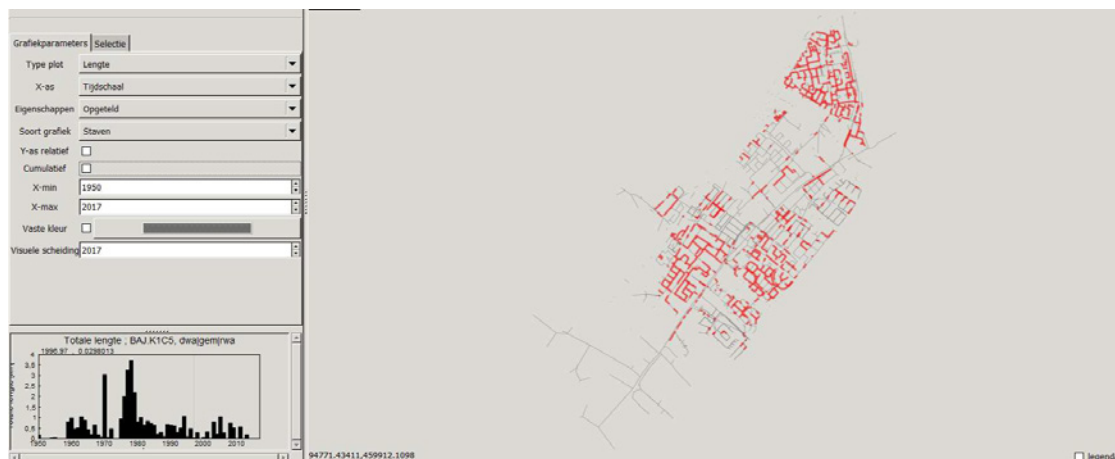 Grafiekparameters Selectie
Type plot Lengte
X-as Tijdschaal
Eigenschappen Opgeteld
Soort grafiek Staven
Y-as relatief
Cumulatief
X-min 1950
X-max 2017
Vaste kleur
Visuele scheiding 2017
Totale lengte ; BAJ.K1C5, dwa|gem|rwa
1996.97 , 0.0298013
4
3,5
3
2,5
2
1,5
1
0,5
0
1950 1960 1970 1980 1990 2000 2010
94771.43411,459912.1098
legend